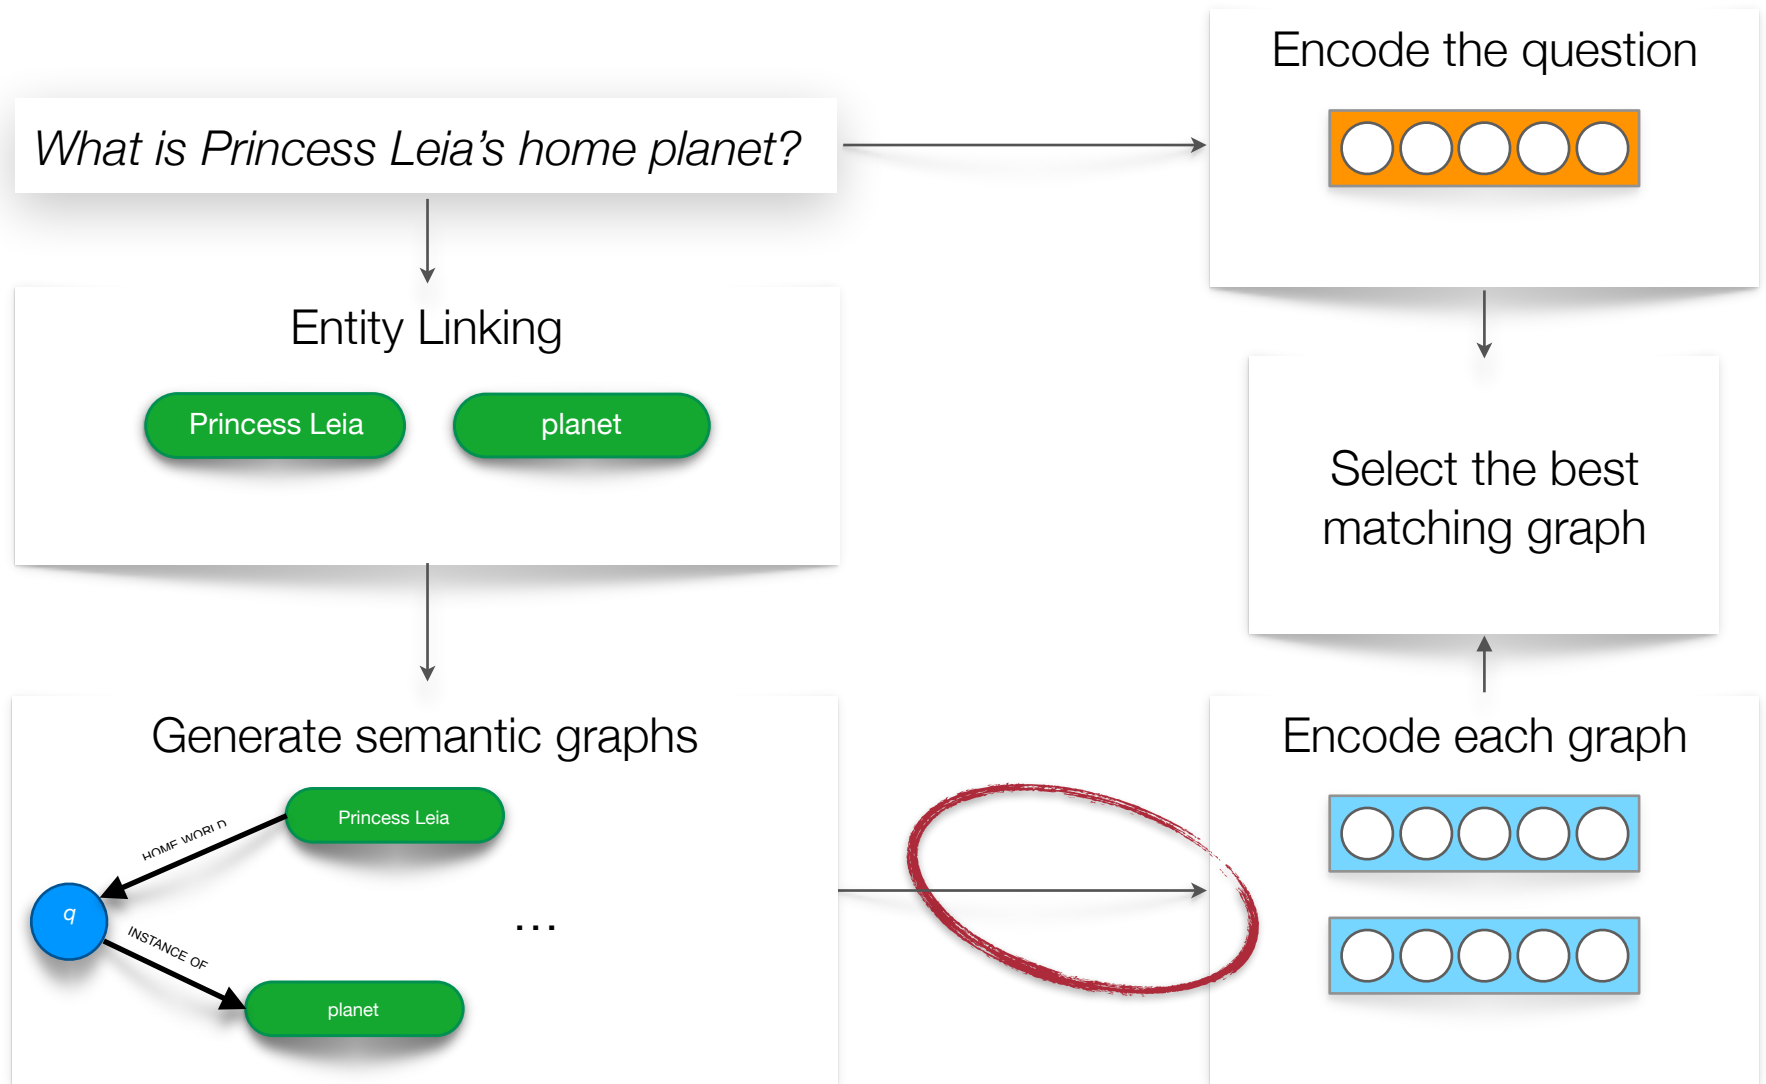 What is Princess Leia's home planet?
Encode the question
Entity Linking
Princess Leia
planet
Select the best
matching graph
Generate semantic graphs
Princess Leia
HOME WORLD
q
INSTANCE OF
planet
...
Encode each graph